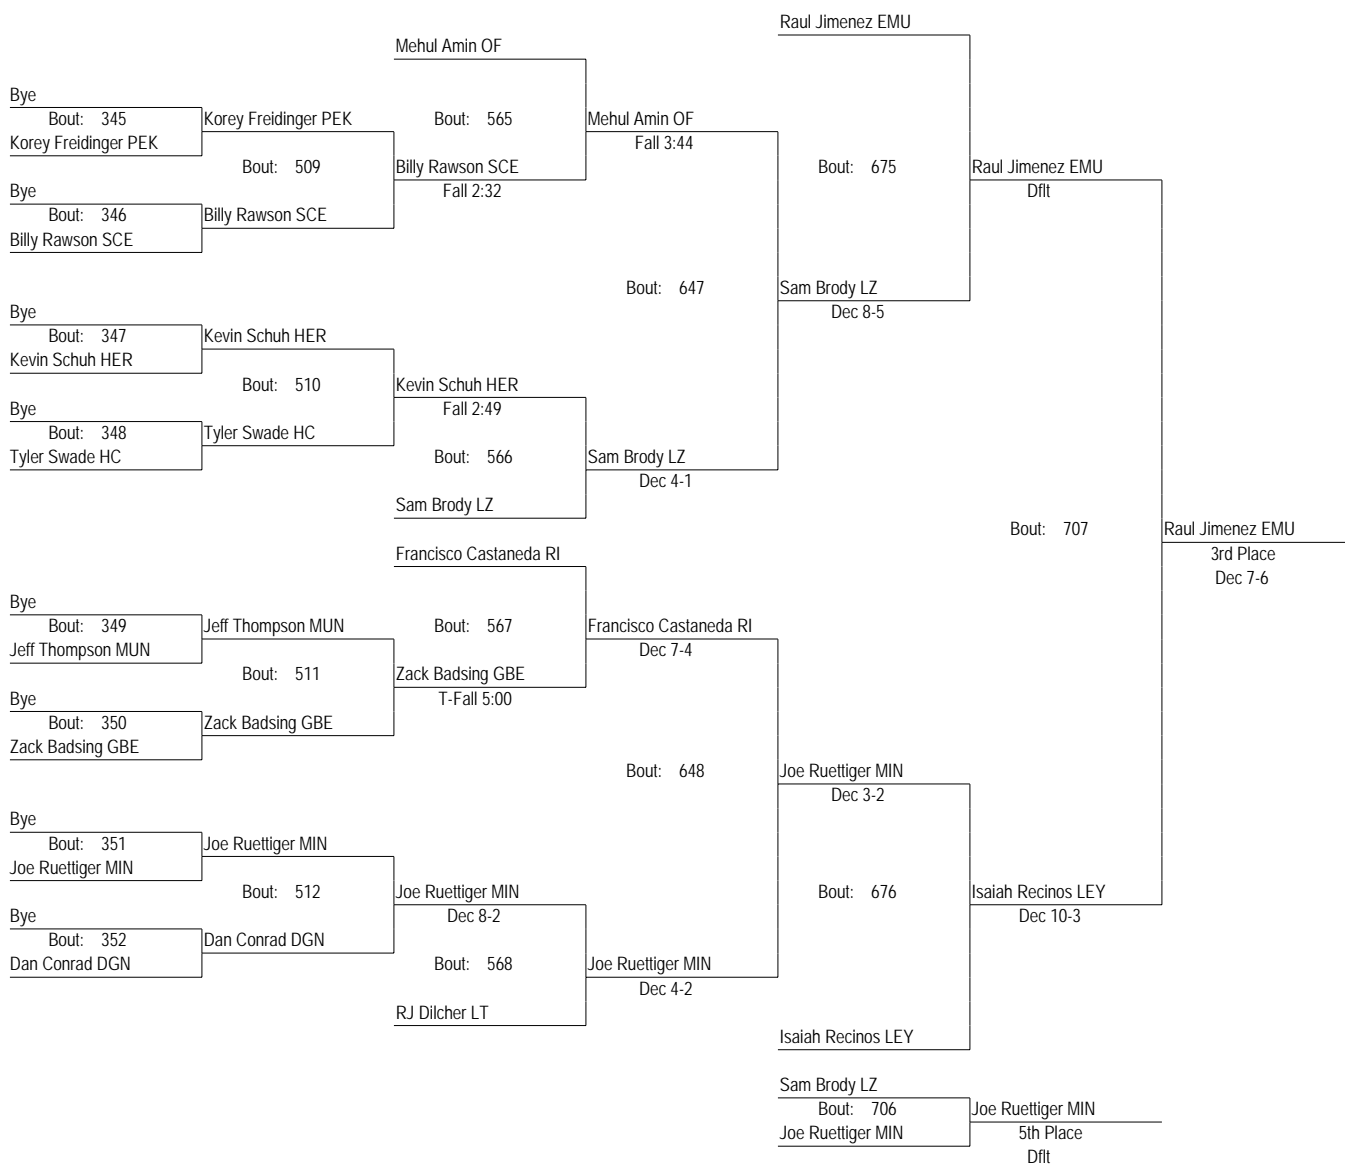 Raul Jimenez EMU
Mehul Amin OF
Bye
Bout: 345
Korey Freidinger PEK
Korey Freidinger PEK
Bout: 565
Mehul Amin OF
Fall 3:44
Bout: 509
Billy Rawson SCE
Fall 2:32
Bout: 675
Raul Jimenez EMU
Dflt
Bye
Bout: 346
Billy Rawson SCE
Billy Rawson SCE
Bout: 647
Sam Brody LZ
Dec 8-5
Bye
Bout: 347
Kevin Schuh HER
Kevin Schuh HER
Bout: 510
Kevin Schuh HER
Fall 2:49
Bye
Bout: 348
Tyler Swade HC
Tyler Swade HC
Bout: 566
Sam Brody LZ
Dec 4-1
Sam Brody LZ
Bout: 707
Raul Jimenez EMU
3rd Place
Dec 7-6
Francisco Castaneda RI
Bye
Bout: 349
Jeff Thompson MUN
Jeff Thompson MUN
Bout: 567
Francisco Castaneda RI
Dec 7-4
Bout: 511
Zack Badsing GBE
T-Fall 5:00
Bye
Bout: 350
Zack Badsing GBE
Zack Badsing GBE
Bout: 648
Joe Ruettiger MIN
Dec 3-2
Bye
Bout: 351
Joe Ruettiger MIN
Joe Ruettiger MIN
Bout: 512
Joe Ruettiger MIN
Dec 8-2
Bout: 676
Isaiah Recinos LEY
Dec 10-3
Bye
Bout: 352
Dan Conrad DGN
Dan Conrad DGN
Bout: 568
Joe Ruettiger MIN
Dec 4-2
RJ Dilcher LT
Isaiah Recinos LEY
Sam Brody LZ
Bout: 706
Joe Ruettiger MIN
Joe Ruettiger MIN
5th Place
Dflt